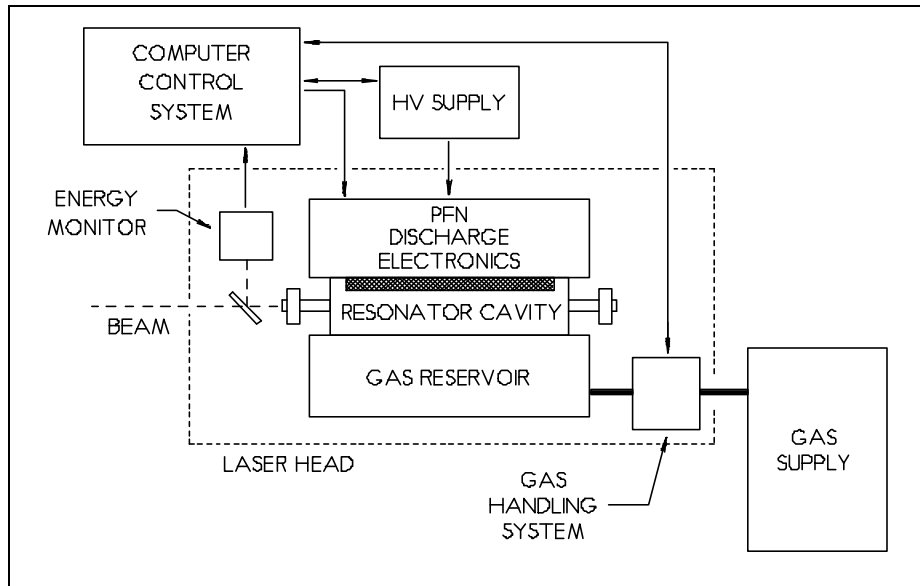 COMPUTER
CONTROL
SYSTEM
HV SUPPLY
ENERGY
MONITOR
PFN
DISCHARGE
ELECTRONICS
RESONATOR CAVITY
BEAM
GAS RESERVOIR
LASER HEAD
GAS
HANDLING
SYSTEM
GAS
SUPPLY